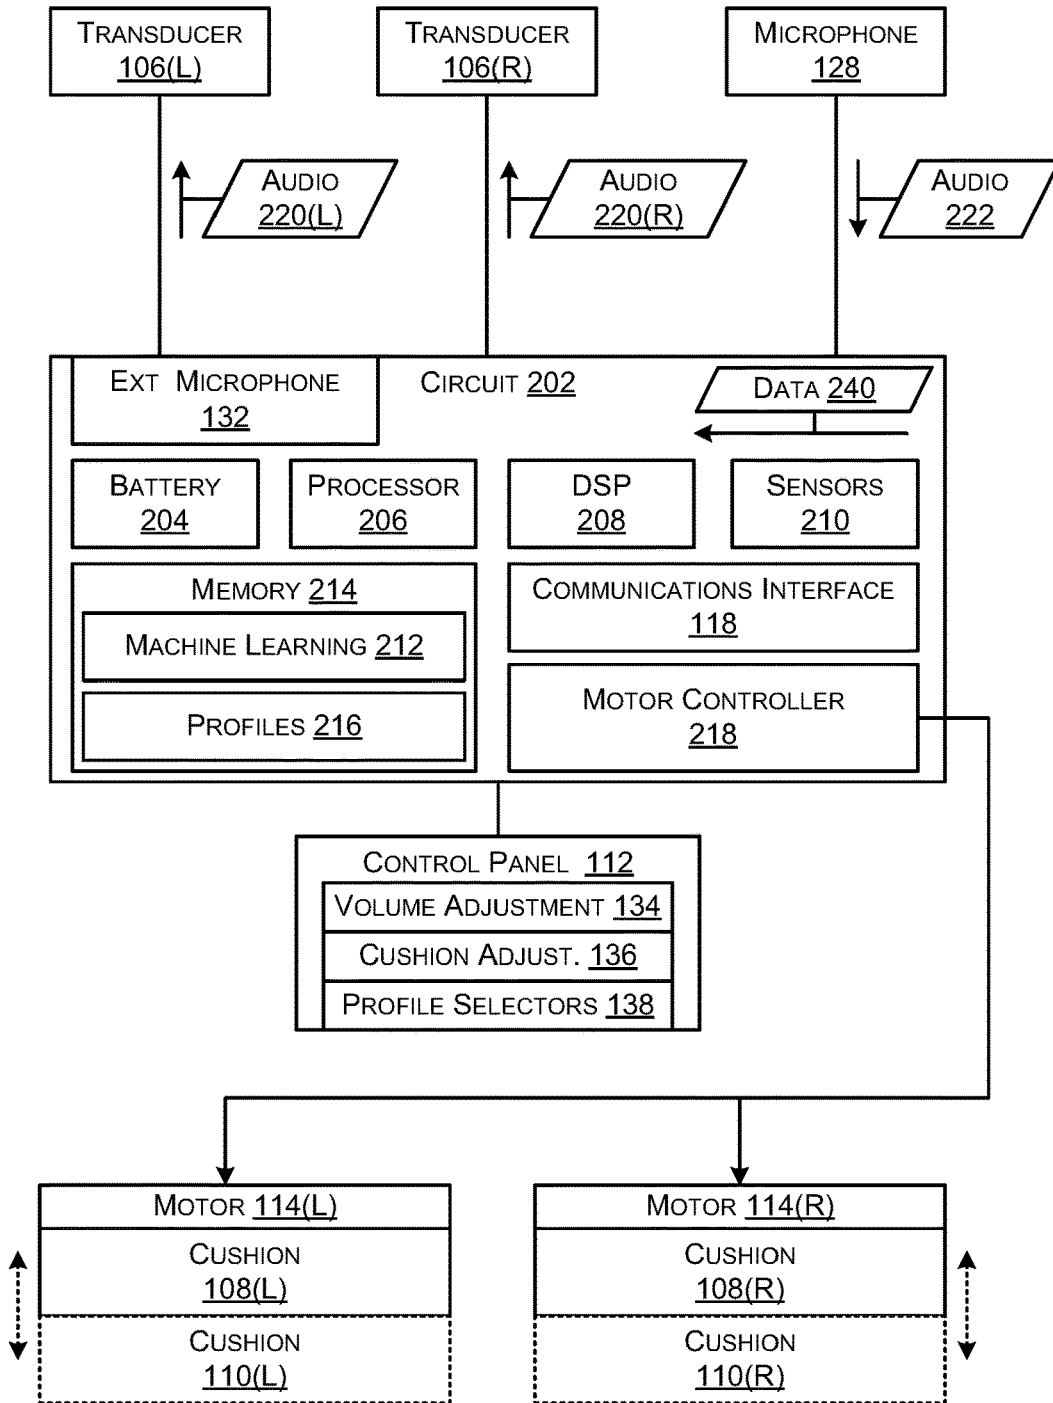 TRANSDUCER
106(L)
TRANSDUCER
106(R)
MICROPHONE
128
AUDIO
220(L)
AUDIO
220(R)
AUDIO
222
EXT MICROPHONE
132
CIRCUIT 202
DATA 240
BATTERY
204
PROCESSOR
206
DSP
208
SENSORS
210
MEMORY 214
MACHINE LEARNING 212
PROFILES 216
COMMUNICATIONS INTERFACE
118
MOTOR CONTROLLER
218
CONTROL PANEL 112
VOLUME ADJUSTMENT 134
CUSHION ADJUST. 136
PROFILE SELECTORS 138
MOTOR 114(L)
CUSHION
108(L)
CUSHION
110(L)
MOTOR 114(R)
CUSHION
108(R)
CUSHION
110(R)